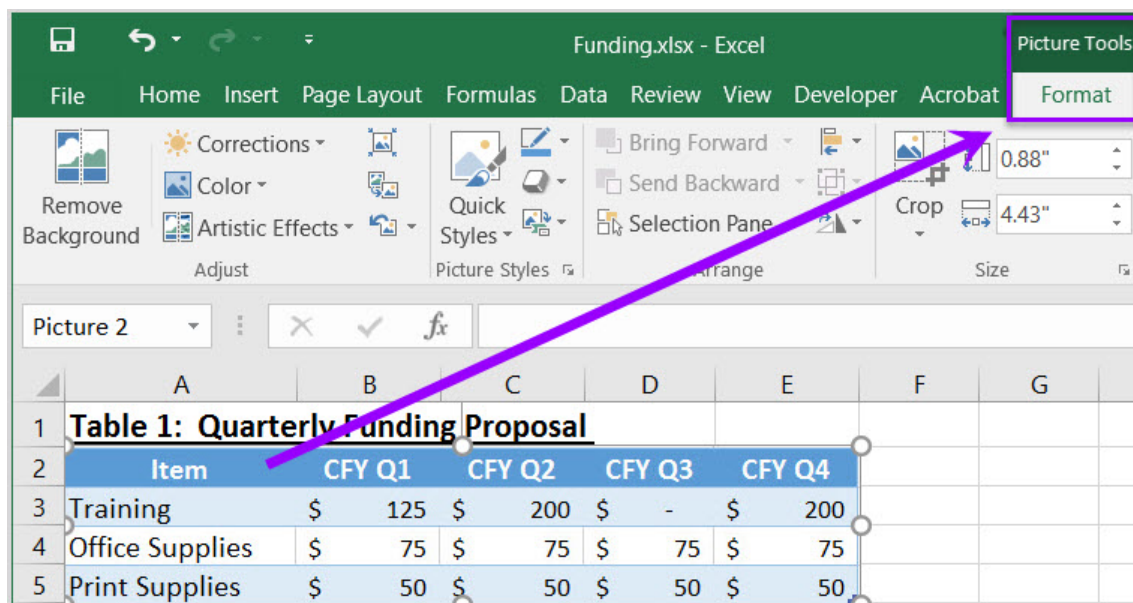 Funding.xlsx - Excel
Picture Tools
File Home Insert Page Layout Formulas Data Review View Developer Acrobat Format
Corrections
Bring Forward
0.88"
Color
Send Backward
Remove Background
Quick Styles
Crop
4.43"
Artistic Effects
Selection Pane
Adjust Picture Styles Arrange Size
Picture 2 fx
A B C D E F G
1 Table 1: Quarterly Funding Proposal
2 Item CFY Q1 CFY Q2 CFY Q3 CFY Q4
3 Training $ 125 $ 200 $ - $ 200
4 Office Supplies $ 75 $ 75 $ 75 $ 75
5 Print Supplies $ 50 $ 50 $ 50 $ 50